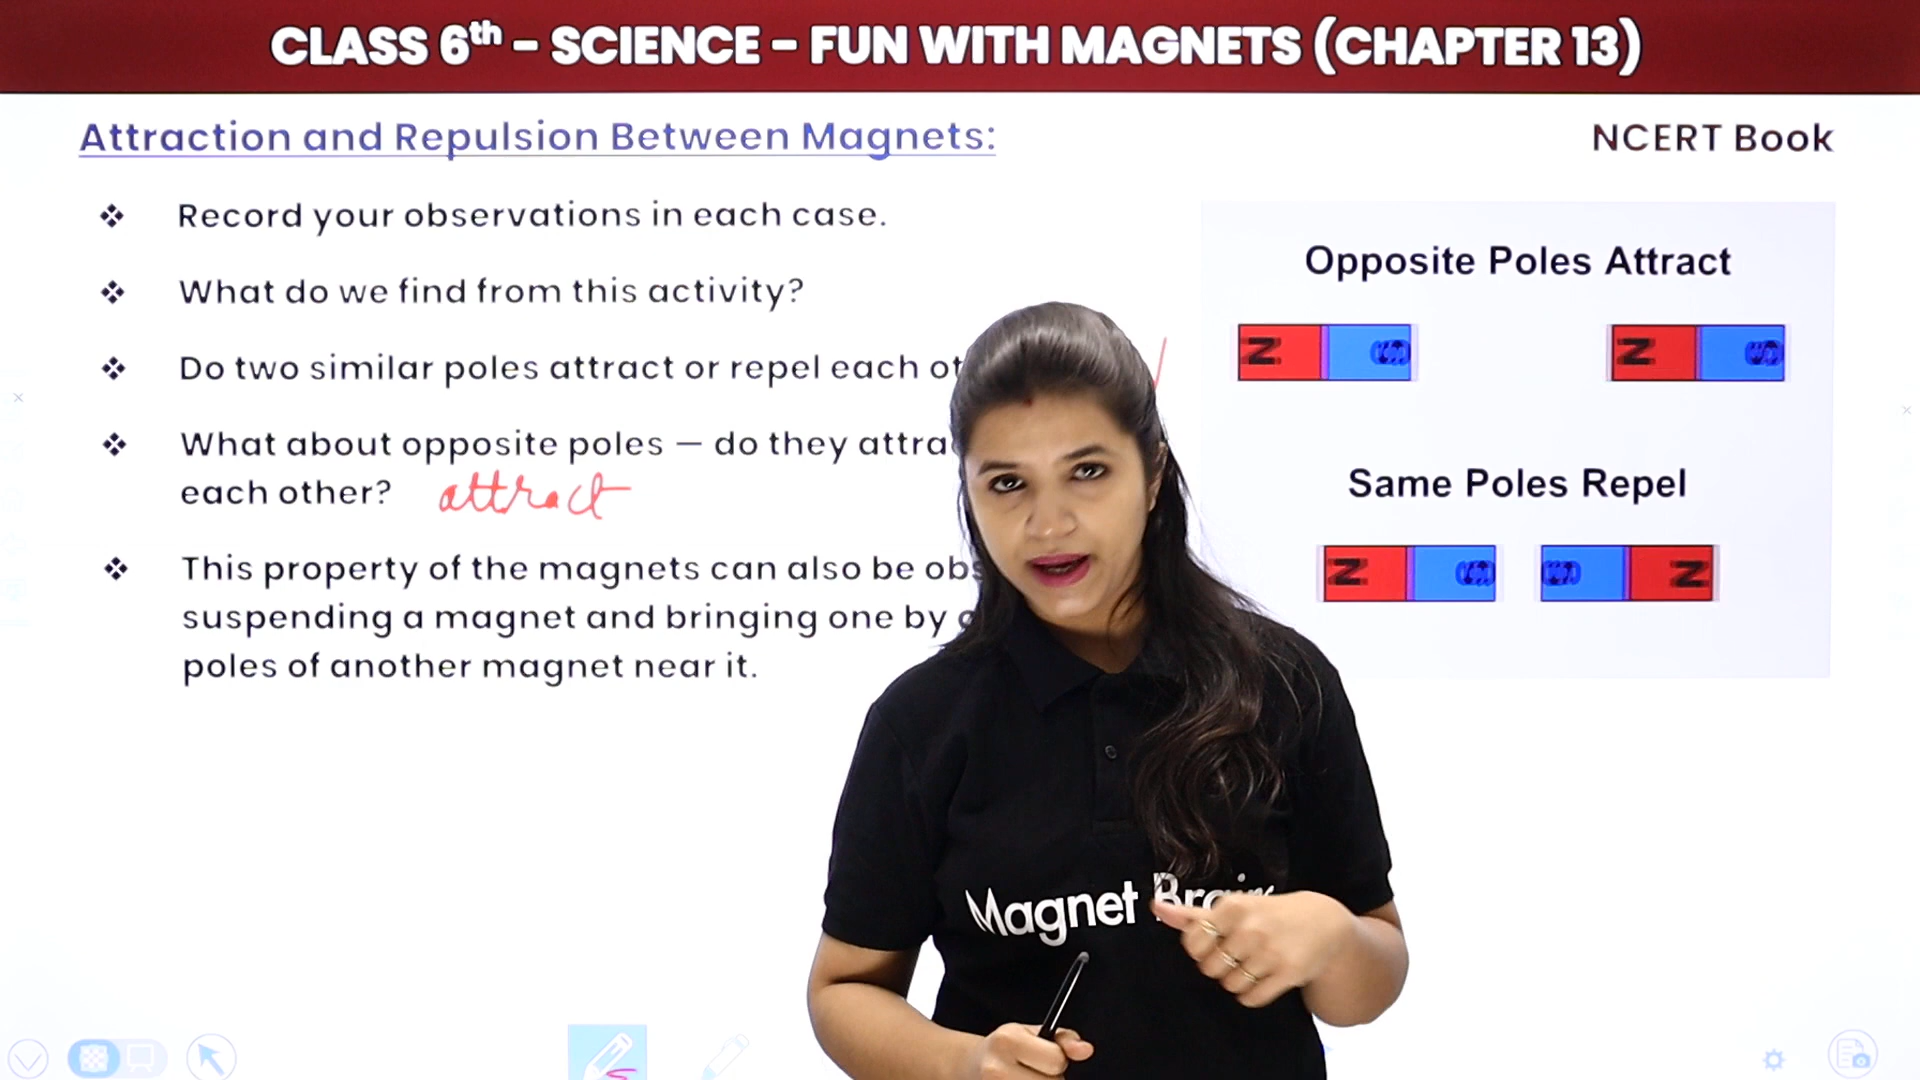 CLASS 6th - SCIENCE - FUN WITH MAGNETS (CHAPTER 13)
Attraction and Repulsion Between Magnets:
NCERT Book
❖ Record your observations in each case.
❖ What do we find from this activity?
❖ Do two similar poles attract or repel each
❖ What about opposite poles — do they
each other? attract
❖ This property of the magnets can also be
suspending a magnet and bringing one by
poles of another magnet near it.
Opposite Poles Attract
N N
Same Poles Repel
N N
Magnet